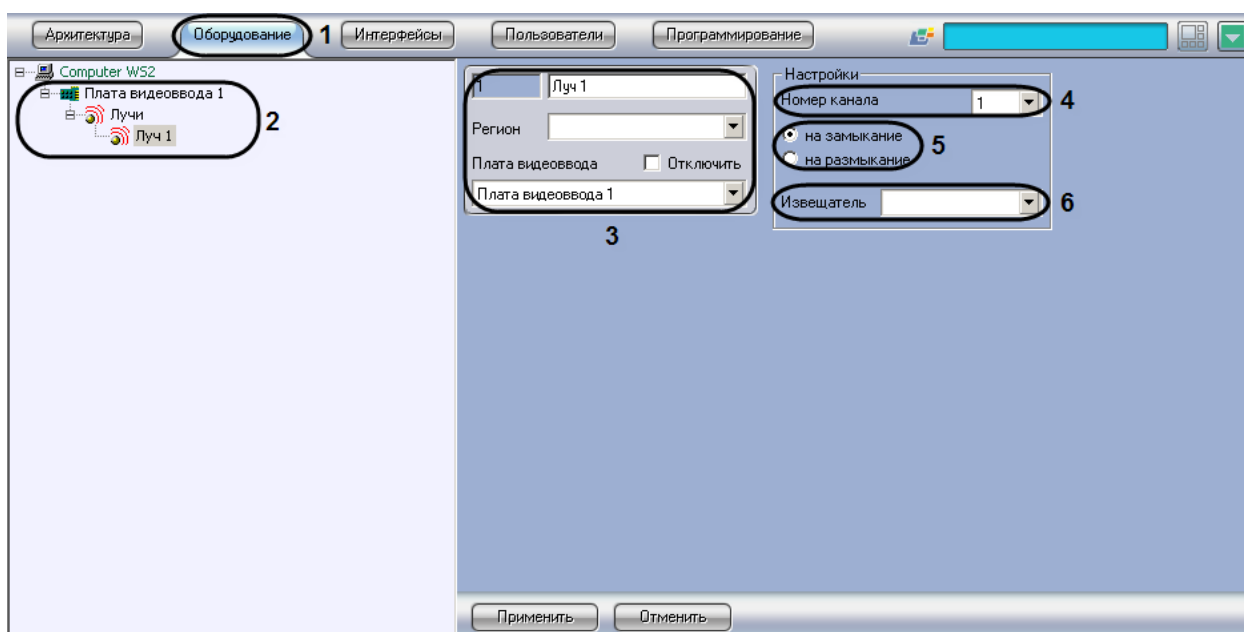 Архитектура Оборудование 1 Интерфейсы Пользователи Программирование
Computer WS2
Плата видеоввода 1
Лучи
Луч 1
2
1 Луч 1
Регион
Плата видеоввода Отключить
Плата видеоввода 1
3
Настройки
Номер канала 1 4
на замыкание
на размыкание
5
Извещатель 6
Применить Отменить